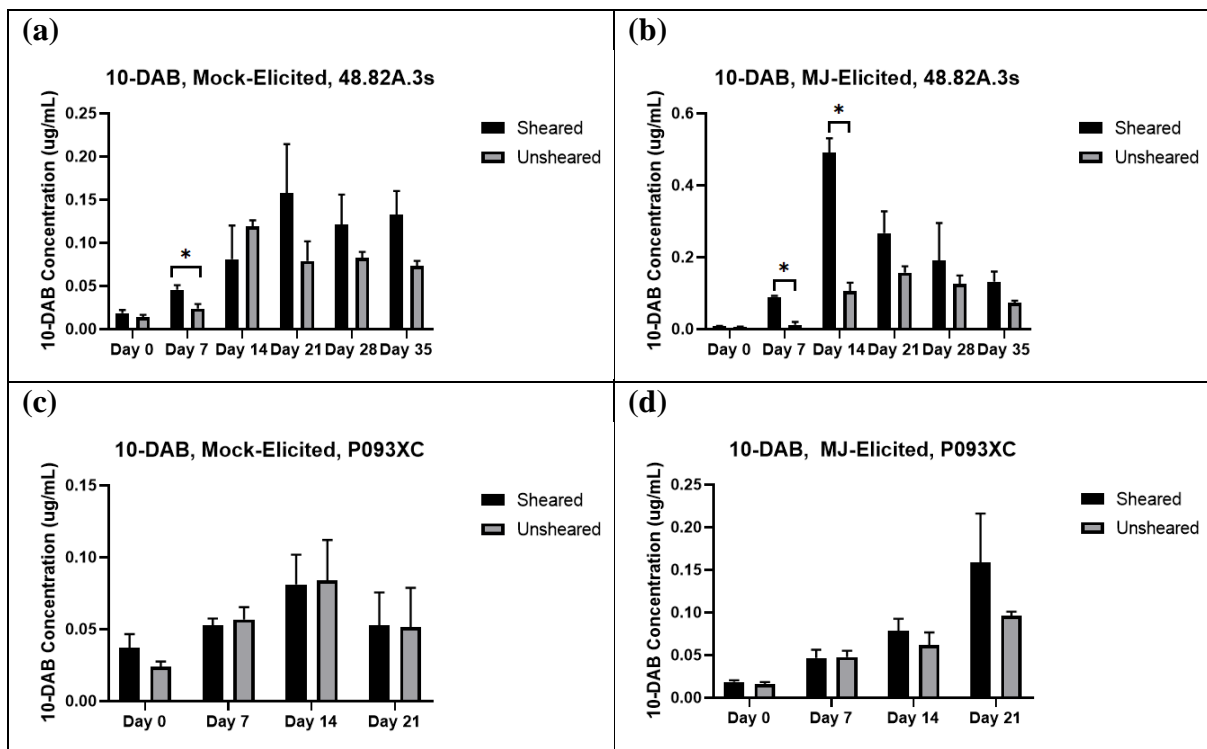 (a)
10-DAB, Mock-Elicited, 48.82A.3s
10-DAB Concentration (ug/mL)
0.25
0.20
0.15
0.10
0.05
0.00
*
Day 0 Day 7 Day 14 Day 21 Day 28 Day 35
Sheared
Unsheared
(b)
10-DAB, MJ-Elicited, 48.82A.3s
10-DAB Concentration (ug/mL)
0.6
0.4
0.2
0.0
*
*
Day 0 Day 7 Day 14 Day 21 Day 28 Day 35
Sheared
Unsheared
(c)
10-DAB, Mock-Elicited, P093XC
10-DAB Concentration (ug/mL)
0.15
0.10
0.05
0.00
Day 0 Day 7 Day 14 Day 21
Sheared
Unsheared
(d)
10-DAB, MJ-Elicited, P093XC
10-DAB Concentration (ug/mL)
0.25
0.20
0.15
0.10
0.05
0.00
Day 0 Day 7 Day 14 Day 21
Sheared
Unsheared